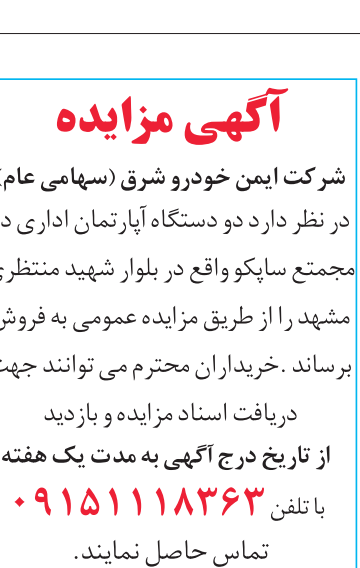 آگهی مزایده
شرکت ایمن خودرو شرق (سهامی عام)
در نظر دارد دو دستگاه آپارتمان اداری د
مجتمع ساپکو واقع در بلوار شهید منتظری
مشهد را از طریق مزایده عمومی به فروش
برساند .خریداران محترم می توانند جهت
دریافت اسناد مزایده و بازدید
از تاریخ درج آگهی به مدت یک هفته
با تلفن ۰۹۱۵۱۱۱۸۳۶۳
تماس حاصل نمایند.